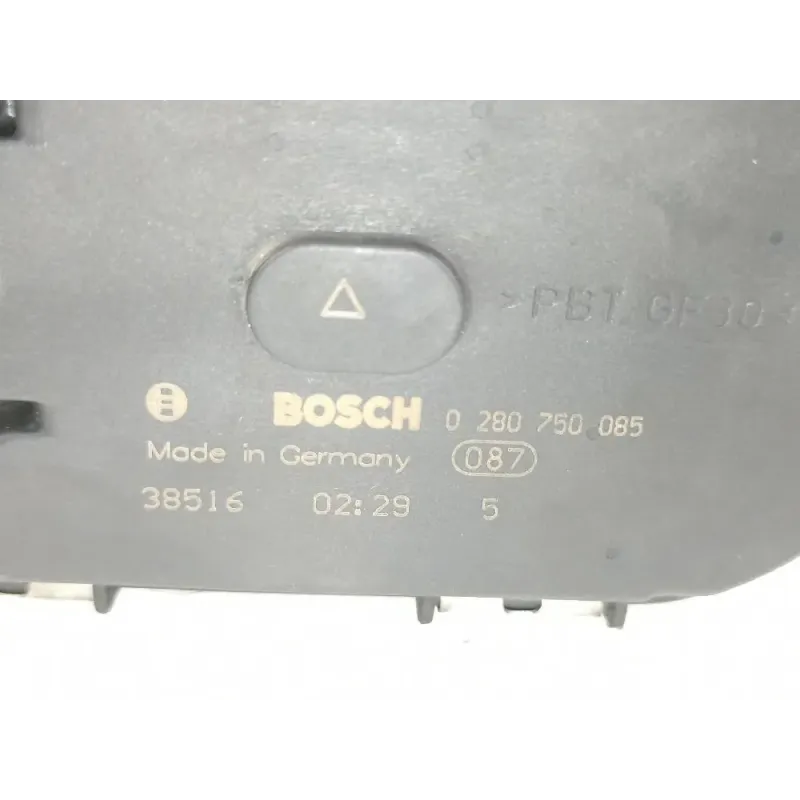 >PBT GF30<
BOSCH 0 280 750 085
Made in Germany 087
38516 02:29 5